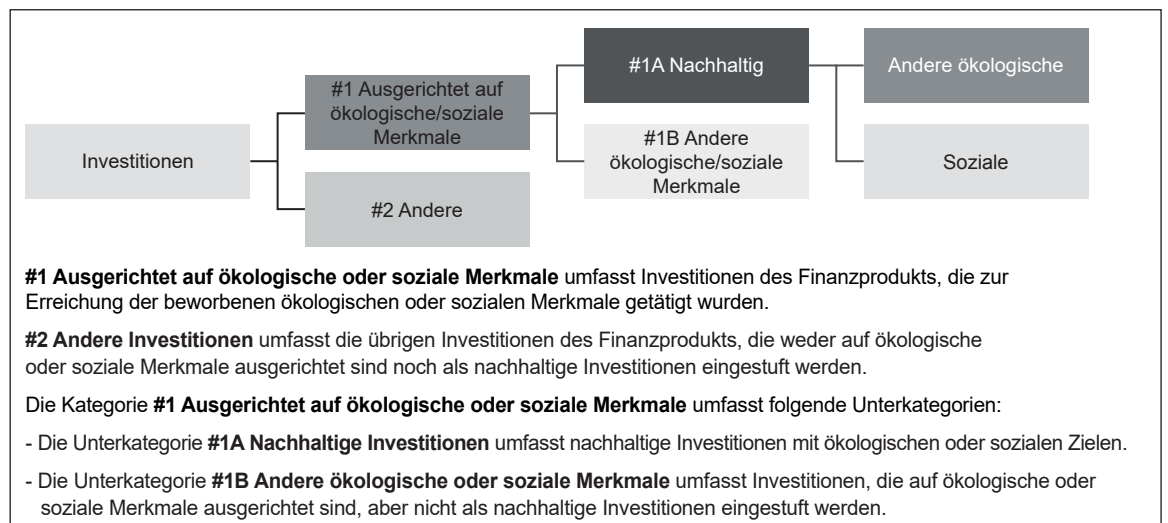 #1A Nachhaltig
Andere ökologische
#1 Ausgerichtet auf
ökologische/soziale
Merkmale
Investitionen
#1B Andere
ökologische/soziale
Merkmale
Soziale
#2 Andere
#1 Ausgerichtet auf ökologische oder soziale Merkmale umfasst Investitionen des Finanzprodukts, die zur
Erreichung der beworbenen ökologischen oder sozialen Merkmale getätigt wurden.
#2 Andere Investitionen umfasst die übrigen Investitionen des Finanzprodukts, die weder auf ökologische
oder soziale Merkmale ausgerichtet sind noch als nachhaltige Investitionen eingestuft werden.
Die Kategorie #1 Ausgerichtet auf ökologische oder soziale Merkmale umfasst folgende Unterkategorien:
- Die Unterkategorie #1A Nachhaltige Investitionen umfasst nachhaltige Investitionen mit ökologischen oder sozialen Zielen.
- Die Unterkategorie #1B Andere ökologische oder soziale Merkmale umfasst Investitionen, die auf ökologische oder
soziale Merkmale ausgerichtet sind, aber nicht als nachhaltige Investitionen eingestuft werden.